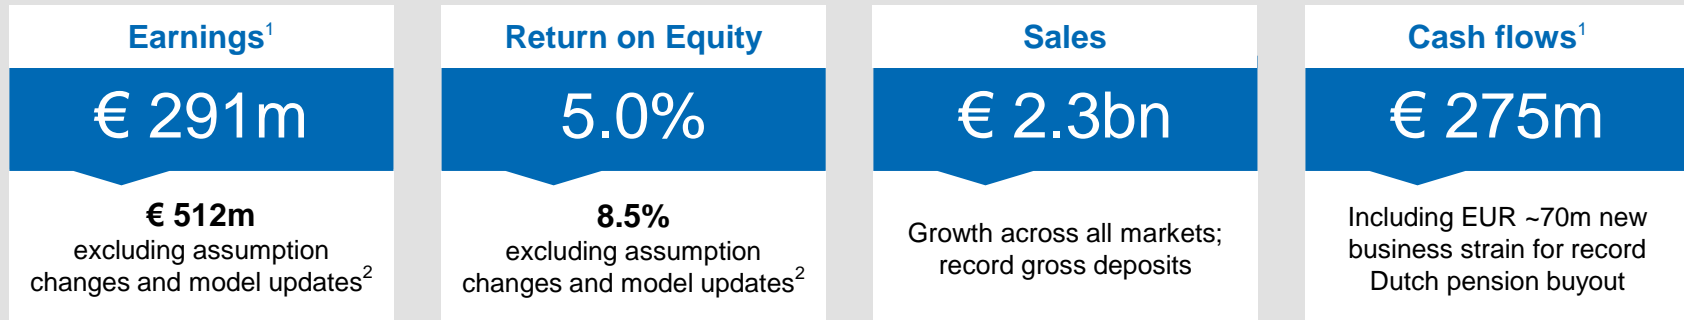 Earnings¹
€ 291m
€ 512m
excluding assumption
changes and model updates²
Return on Equity
5.0%
8.5%
excluding assumption
changes and model updates²
Sales
€ 2.3bn
Growth across all markets;
record gross deposits
Cash flows¹
€ 275m
Including EUR ~70m new
business strain for record
Dutch pension buyout